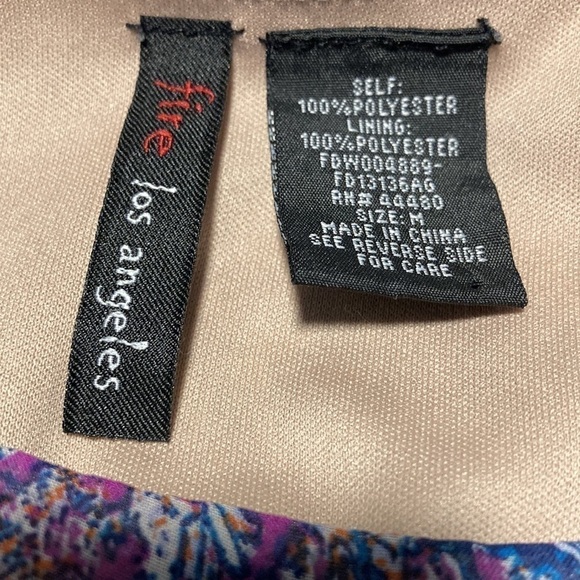 fire los angeles
SELF:
100%POLYESTER
LINING:
100%POLYESTER
FDW004889-
FD13136AG
RN# 44480
SIZE: M
MADE IN CHINA
SEE REVERSE SIDE
FOR CARE